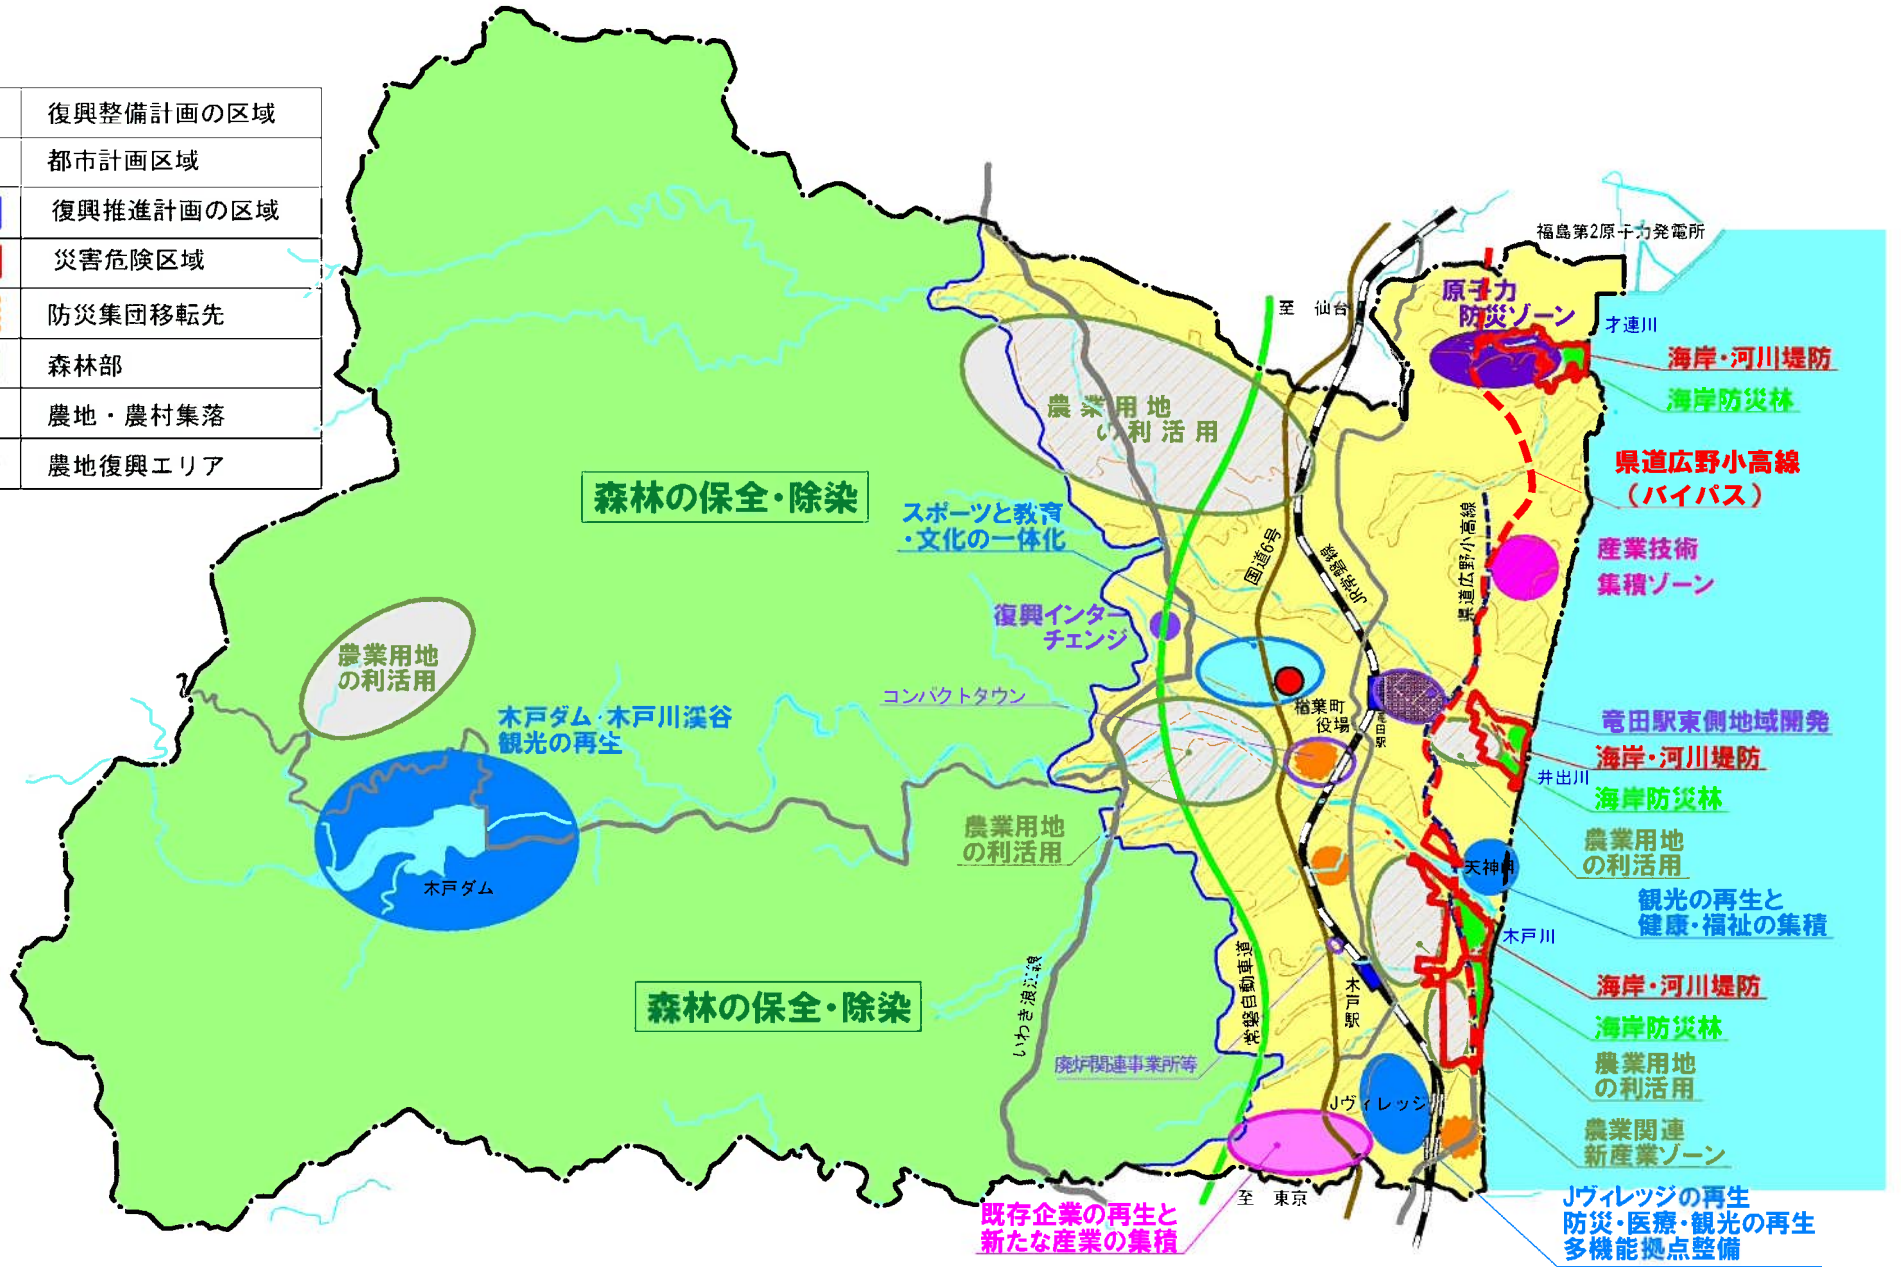 復興整備計画の区域
都市計画区域
復興推進計画の区域
災害危険区域
防災集団移転先
森林部
農地・農村集落
農地復興エリア
福島第2原子力発電所
至 仙台
原子力
防災ゾーン
才連川
海岸・河川堤防
海岸防災林
農業用地
の利活用
県道広野小高線
(バイパス)
森林の保全・除染
スポーツと教育
・文化の一体化
国道6号
JR常磐線
県道広野小高線
産業技術
集積ゾーン
復興インター
チェンジ
農業用地
の利活用
コンパクトタウン
楢葉町
役場
竜田駅
竜田駅東側地域開発
木戸ダム・木戸川渓谷
観光の再生
海岸・河川堤防
井出川
海岸防災林
農業用地
の利活用
農業用地
の利活用
木戸ダム
天神岬
観光の再生と
健康・福祉の集積
木戸川
森林の保全・除染
いわき浪江線
常磐自動車道
木戸駅
海岸・河川堤防
海岸防災林
廃炉関連事業所等
農業用地
の利活用
Jヴィレッジ
農業関連
新産業ゾーン
至 東京
既存企業の再生と
新たな産業の集積
Jヴィレッジの再生
防災・医療・観光の再生
多機能拠点整備